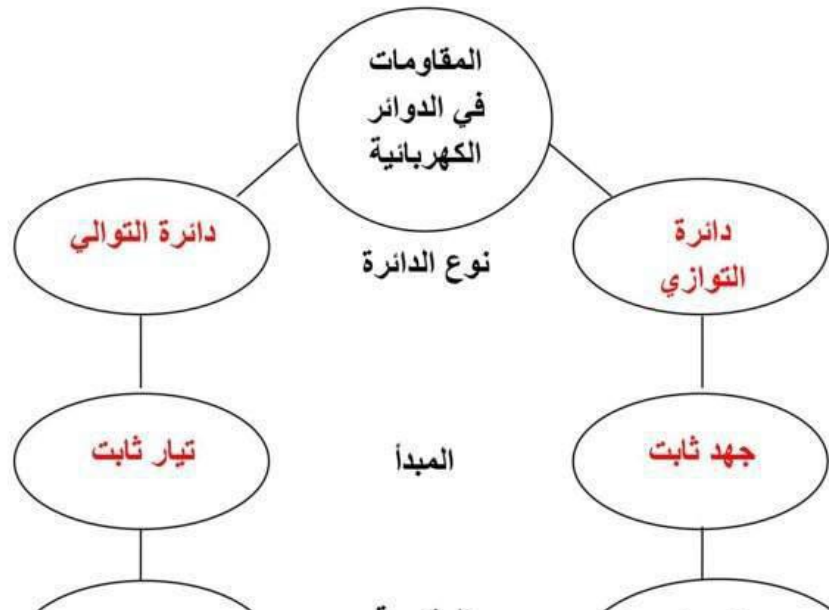 المقاومات
في الدوائر
الكهربائية
دائرة
التوازي
نوع الدائرة
دائرة التوالي
جهد ثابت
المبدأ
تيار ثابت